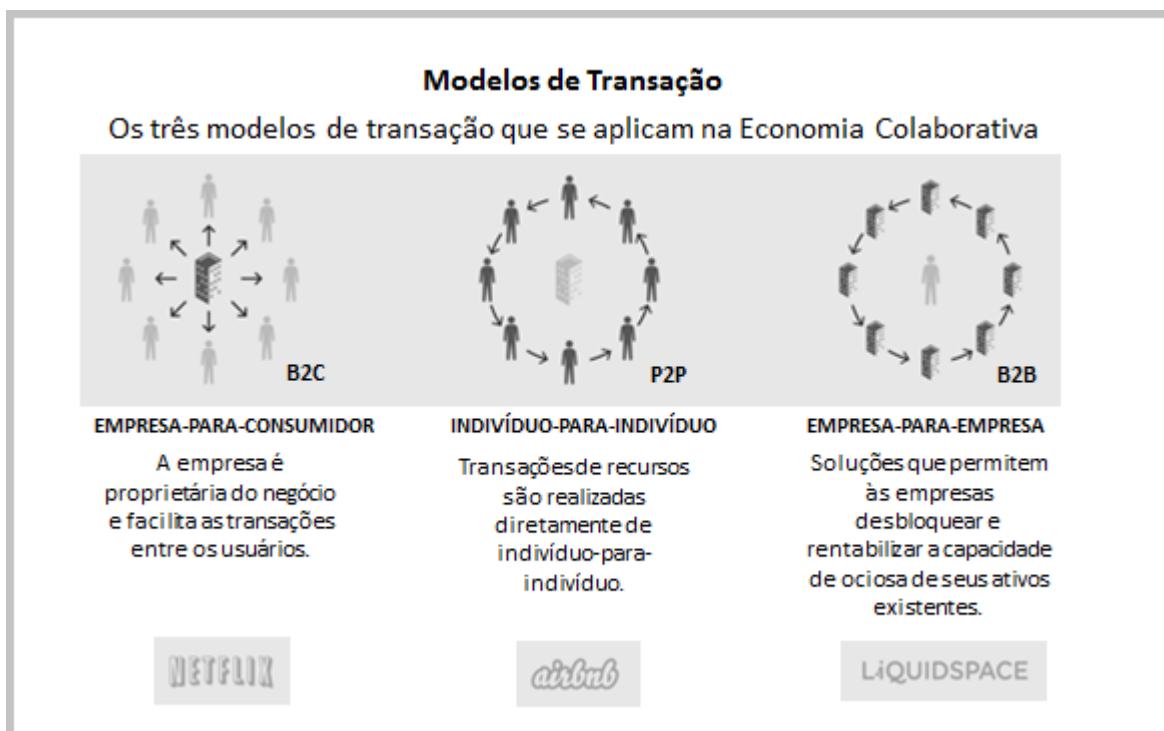 Modelos de Transação
Os três modelos de transação que se aplicam na Economia Colaborativa
B2C
P2P
B2B
EMPRESA-PARA-CONSUMIDOR
A empresa é
proprietária do negócio
e facilita as transações
entre os usuários.
INDIVÍDUO-PARA-INDIVÍDUO
Transações de recursos
são realizadas
diretamente de
indivíduo-para-
indivíduo.
EMPRESA-PARA-EMPRESA
Soluções que permitem
às empresas
desbloquear e
rentabilizar a capacidade
de ociosa de seus ativos
existentes.
NETFLIX
airbnb
LiQUIDSPACE